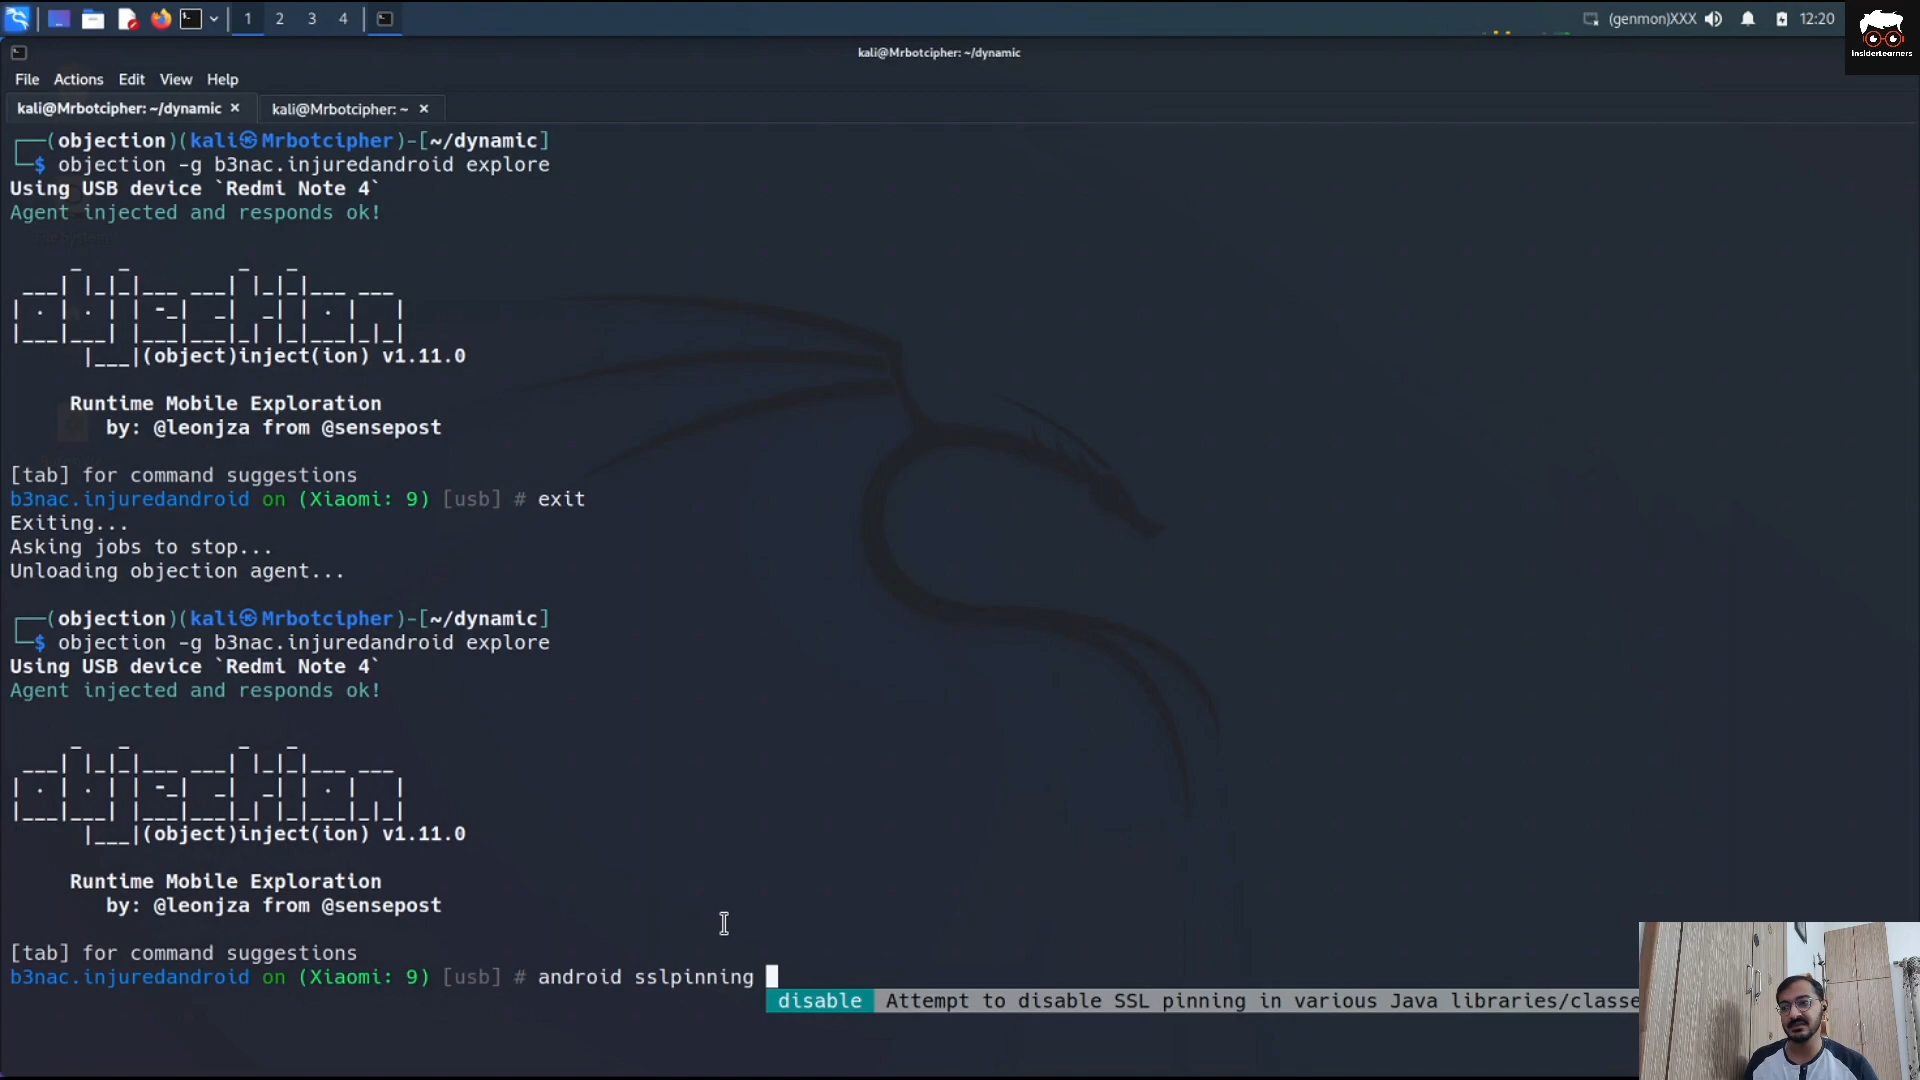 1 2 3 4 (genmon)XXX 12:20
InsiderLearners
kali@Mrbotcipher: ~/dynamic
File Actions Edit View Help
kali@Mrbotcipher: ~/dynamic × kali@Mrbotcipher: ~ ×
(objection)(kali㉿Mrbotcipher)-[~/dynamic]
$ objection -g b3nac.injuredandroid explore
Using USB device `Redmi Note 4`
Agent injected and responds ok!
objection
(object)inject(ion) v1.11.0
Runtime Mobile Exploration
by: @leonjza from @sensepost
[tab] for command suggestions
b3nac.injuredandroid on (Xiaomi: 9) [usb] # exit
Exiting...
Asking jobs to stop...
Unloading objection agent...
(objection)(kali㉿Mrbotcipher)-[~/dynamic]
$ objection -g b3nac.injuredandroid explore
Using USB device `Redmi Note 4`
Agent injected and responds ok!
objection
(object)inject(ion) v1.11.0
Runtime Mobile Exploration
by: @leonjza from @sensepost
[tab] for command suggestions
b3nac.injuredandroid on (Xiaomi: 9) [usb] # android sslpinning
disable Attempt to disable SSL pinning in various Java libraries/classe